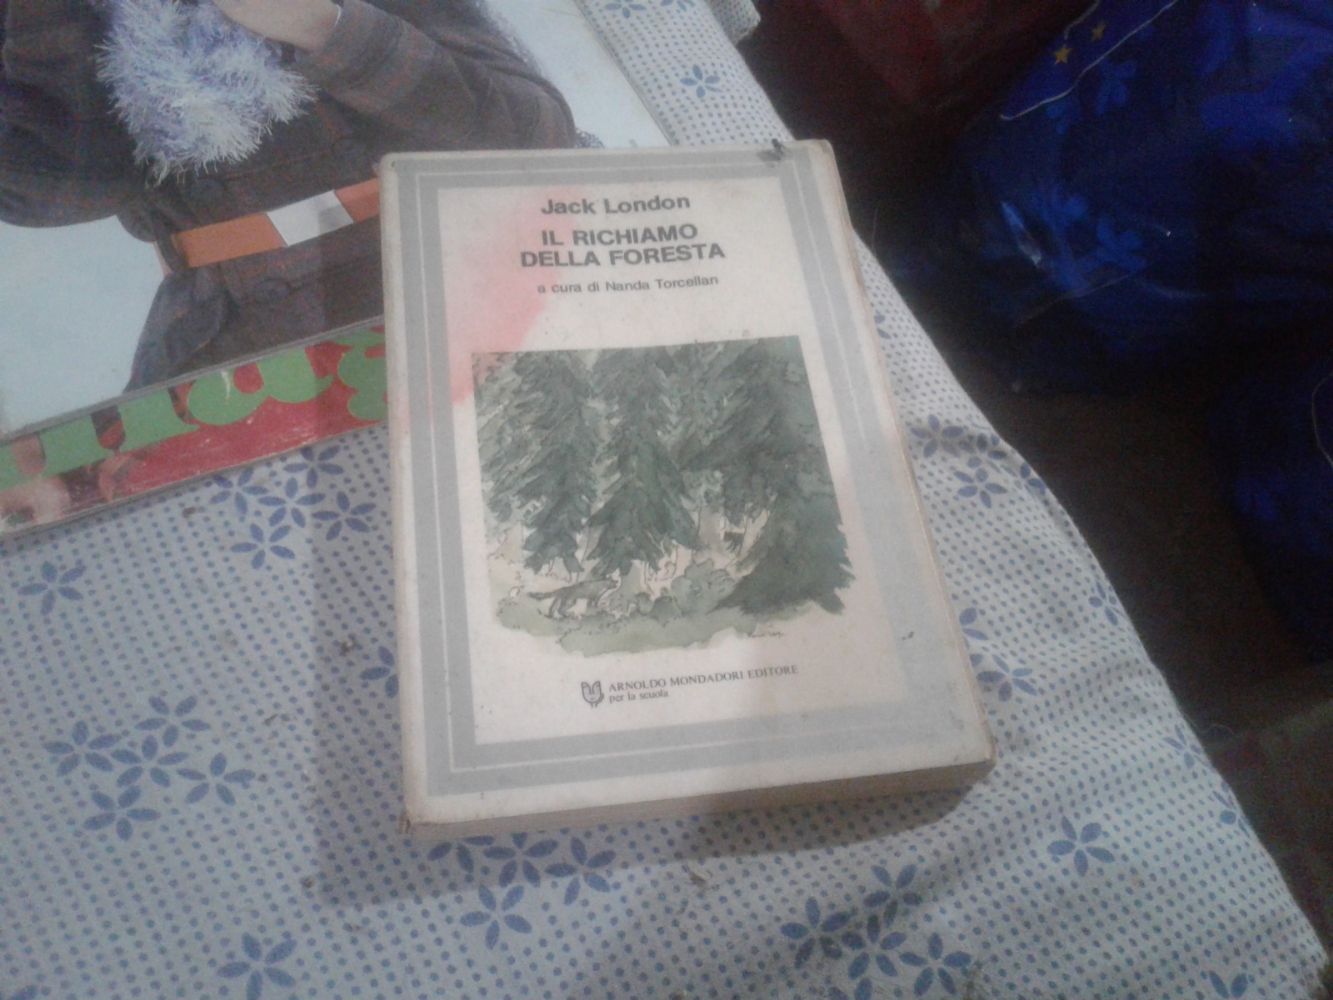 Jack London
IL RICHIAMO
DELLA FORESTA
a cura di Nanda Torcellan
ARNOLDO MONDADORI EDITORE
per la scuola